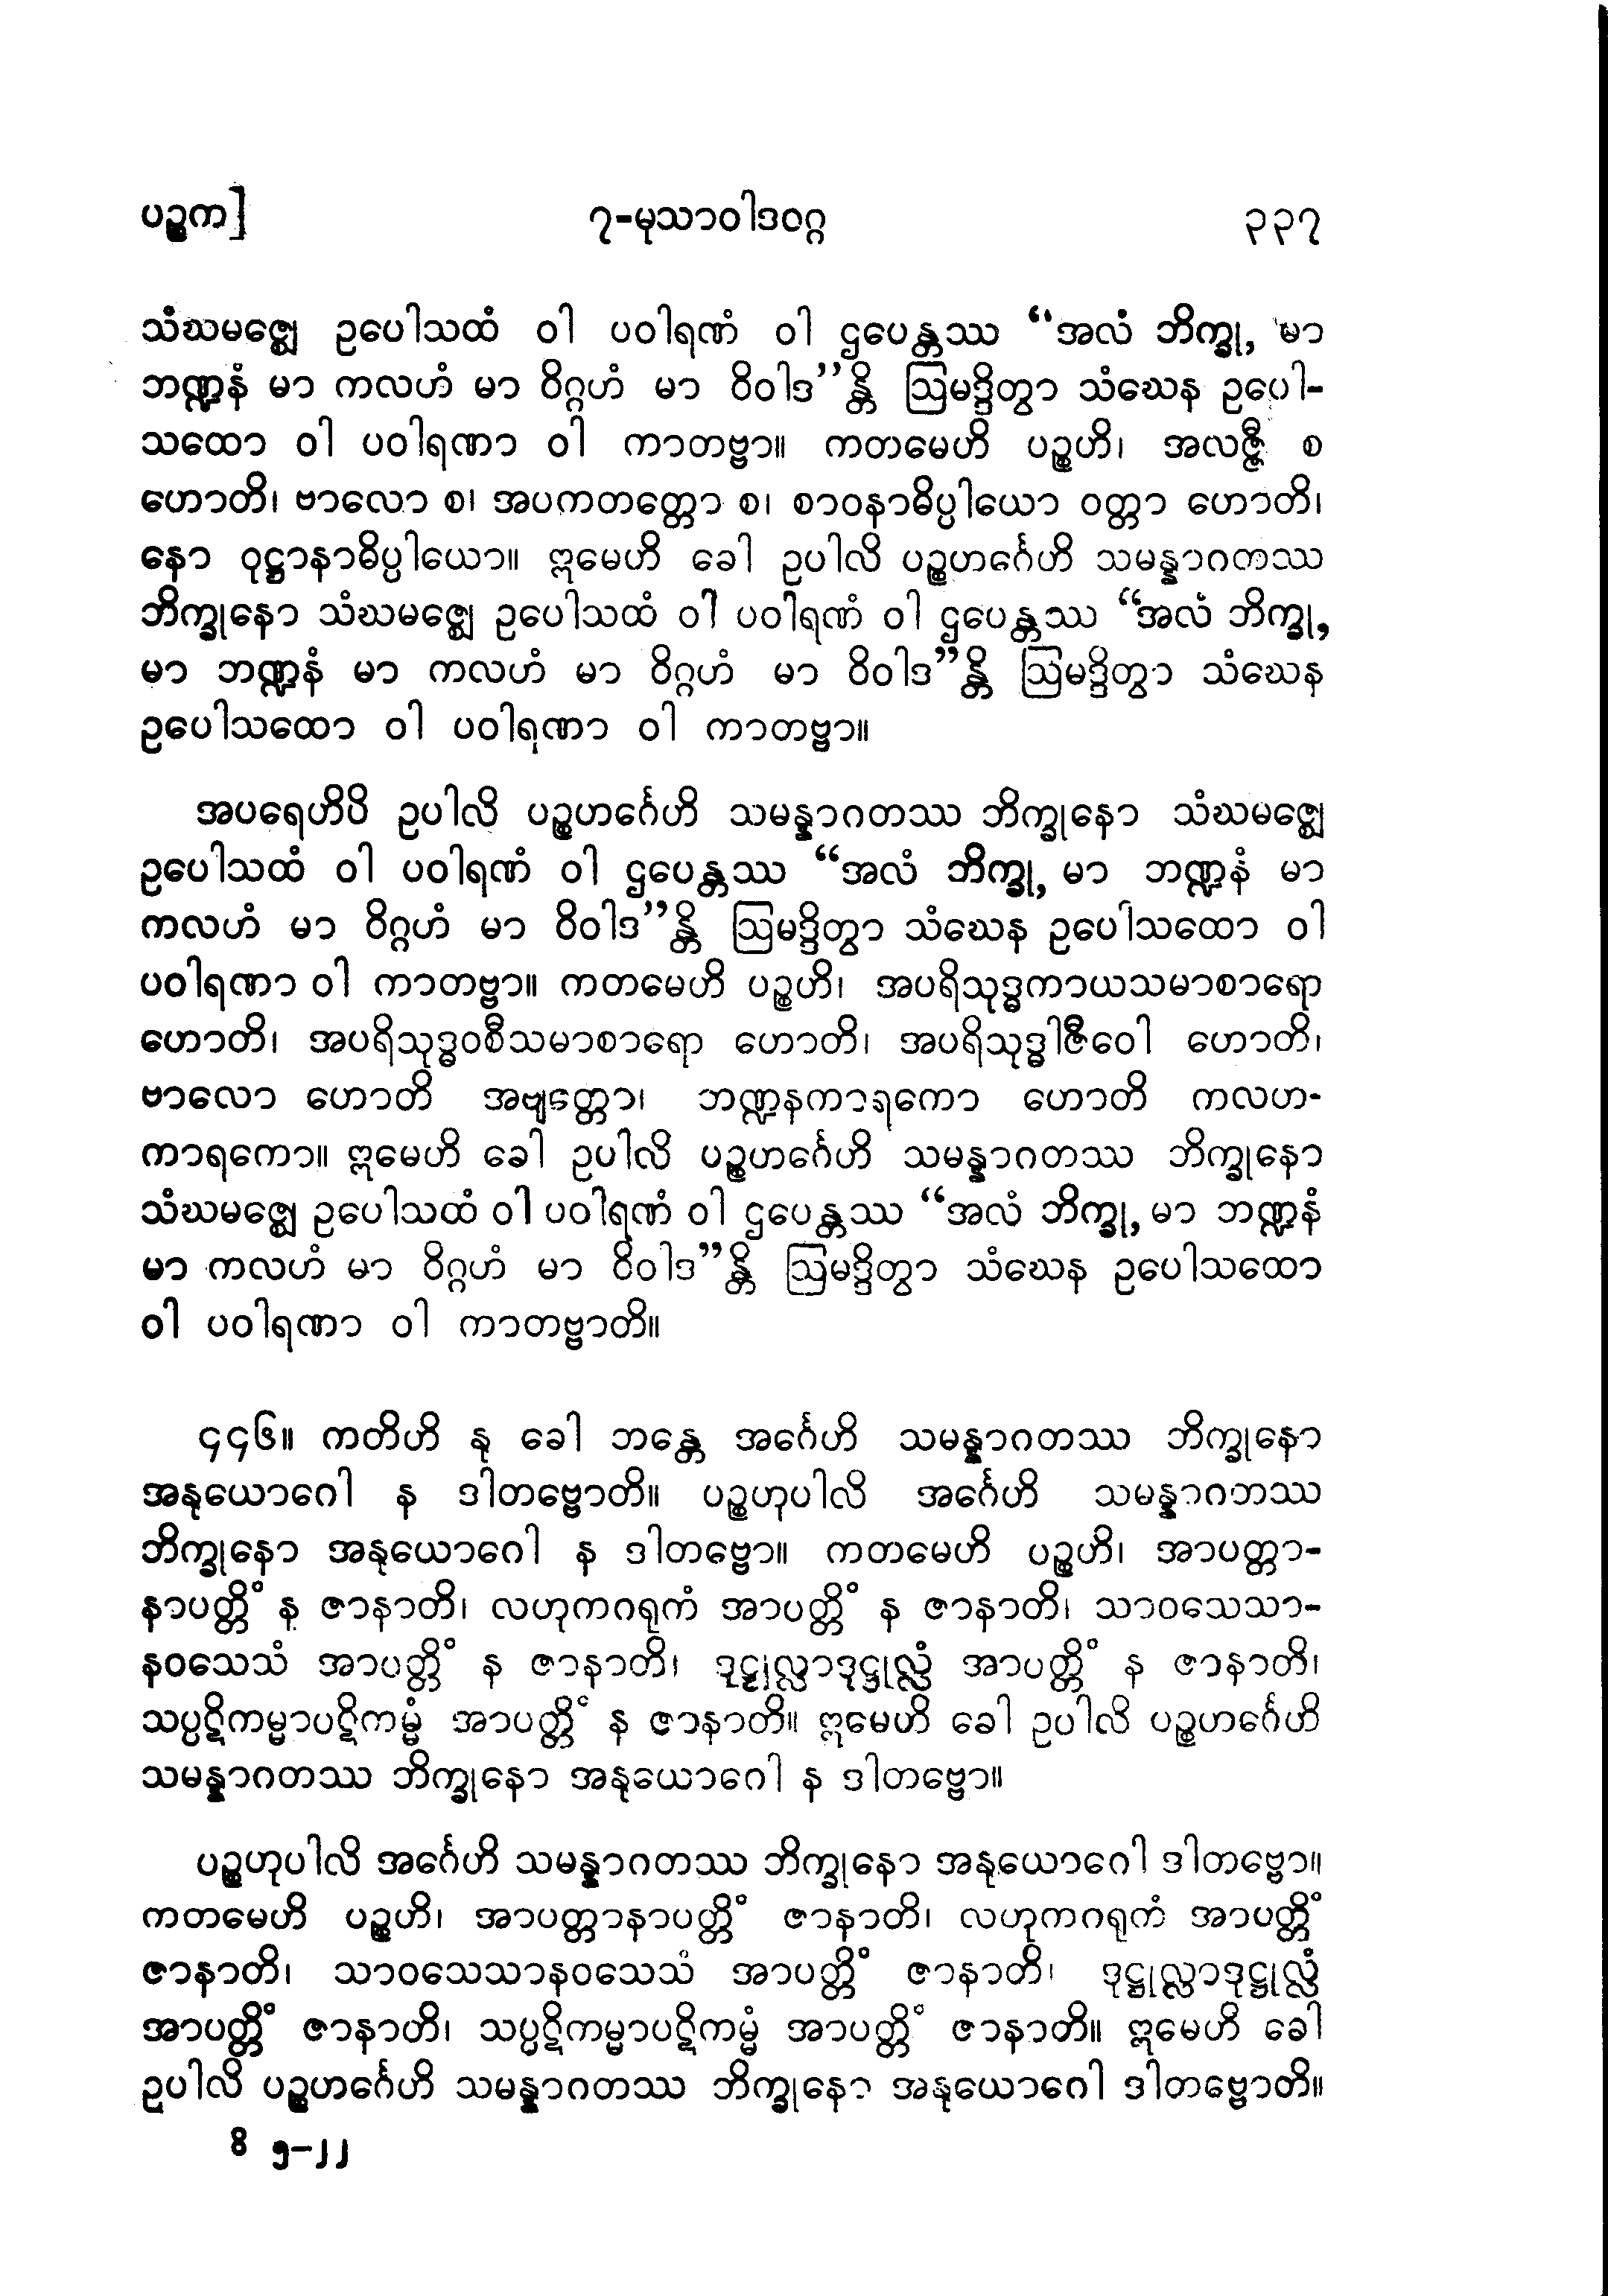 ပဉ္စက]
၇-မုသာဝါဒဝဂ္ဂ
၃၃၇
သံဃမဇ္ဈေ ဥပေါသထံ ဝါ ပဝါရဏံ ဝါ ဌပေန္တဿ “အလံ ဘိက္ခု, မာ
ဘဏ္ဍနံ မာ ကလဟံ မာ ဝိဂ္ဂဟံ မာ ဝိဝါဒ”န္တိ ဩမဒ္ဒိတွာ သံဃေန ဥပေါ-
သထော ဝါ ပဝါရဏာ ဝါ ကာတဗ္ဗာ။ ကတမေဟိ ပဉ္စဟိ၊ အလဇ္ဇီ စ
ဟောတိ၊ ဗာလော စ၊ အပကတတ္တော စ၊ စာဝနာဓိပ္ပါယော ဝတ္တာ ဟောတိ၊
နော ဝုဋ္ဌာနာဓိပ္ပါယော။ ဣမေဟိ ခေါ ဥပါလိ ပဉ္စဟင်္ဂေဟိ သမန္နာဂတဿ
ဘိက္ခုနော သံဃမဇ္ဈေ ဥပေါသထံ ဝါ ပဝါရဏံ ဝါ ဌပေန္တဿ “အလံ ဘိက္ခု,
မာ ဘဏ္ဍနံ မာ ကလဟံ မာ ဝိဂ္ဂဟံ မာ ဝိဝါဒ”န္တိ ဩမဒ္ဒိတွာ သံဃေန
ဥပေါသထော ဝါ ပဝါရဏာ ဝါ ကာတဗ္ဗာ။
အပရေဟိပိ ဥပါလိ ပဉ္စဟင်္ဂေဟိ သမန္နာဂတဿ ဘိက္ခုနော သံဃမဇ္ဈေ
ဥပေါသထံ ဝါ ပဝါရဏံ ဝါ ဌပေန္တဿ “အလံ ဘိက္ခု, မာ ဘဏ္ဍနံ မာ
ကလဟံ မာ ဝိဂ္ဂဟံ မာ ဝိဝါဒ”န္တိ ဩမဒ္ဒိတွာ သံဃေန ဥပေါသထော ဝါ
ပဝါရဏာ ဝါ ကာတဗ္ဗာ။ ကတမေဟိ ပဉ္စဟိ၊ အပရိသုဒ္ဓကာယသမာစာရော
ဟောတိ၊ အပရိသုဒ္ဓဝစီသမာစာရော ဟောတိ၊ အပရိသုဒ္ဓါဇီဝေါ ဟောတိ၊
ဗာလော ဟောတိ အဗျတ္တော၊ ဘဏ္ဍနကာရကော ဟောတိ ကလဟ-
ကာရကော။ ဣမေဟိ ခေါ ဥပါလိ ပဉ္စဟင်္ဂေဟိ သမန္နာဂတဿ ဘိက္ခုနော
သံဃမဇ္ဈေ ဥပေါသထံ ဝါ ပဝါရဏံ ဝါ ဌပေန္တဿ “အလံ ဘိက္ခု, မာ ဘဏ္ဍနံ
မာ ကလဟံ မာ ဝိဂ္ဂဟံ မာ ဝိဝါဒ”န္တိ ဩမဒ္ဒိတွာ သံဃေန ဥပေါသထော
ဝါ ပဝါရဏာ ဝါ ကာတဗ္ဗာတိ။
၄၄၆။ ကတိဟိ နု ခေါ ဘန္တေ အင်္ဂေဟိ သမန္နာဂတဿ ဘိက္ခုနော
အနုယောဂေါ န ဒါတဗ္ဗောတိ။ ပဉ္စဟုပါလိ အင်္ဂေဟိ သမန္နာဂတဿ
ဘိက္ခုနော အနုယောဂေါ န ဒါတဗ္ဗော။ ကတမေဟိ ပဉ္စဟိ၊ အာပတ္တာ-
နာပတ္တိံ န ဇာနာတိ၊ လဟုကဂရုကံ အာပတ္တိံ န ဇာနာတိ၊ သာဝသေသာ-
နဝသေသံ အာပတ္တိံ န ဇာနာတိ၊ ဒုဋ္ဌုလ္လာဒုဋ္ဌုလ္လံ အာပတ္တိံ န ဇာနာတိ၊
သပ္ပဋိကမ္မာပဋိကမ္မံ အာပတ္တိံ န ဇာနာတိ။ ဣမေဟိ ခေါ ဥပါလိ ပဉ္စဟင်္ဂေဟိ
သမန္နာဂတဿ ဘိက္ခုနော အနုယောဂေါ န ဒါတဗ္ဗော။
ပဉ္စဟုပါလိ အင်္ဂေဟိ သမန္နာဂတဿ ဘိက္ခုနော အနုယောဂေါ ဒါတဗ္ဗော။
ကတမေဟိ ပဉ္စဟိ၊ အာပတ္တာနာပတ္တိံ ဇာနာတိ၊ လဟုကဂရုကံ အာပတ္တိံ
ဇာနာတိ၊ သာဝသေသာနဝသေသံ အာပတ္တိံ ဇာနာတိ၊ ဒုဋ္ဌုလ္လာဒုဋ္ဌုလ္လံ
အာပတ္တိံ ဇာနာတိ၊ သပ္ပဋိကမ္မာပဋိကမ္မံ အာပတ္တိံ ဇာနာတိ။ ဣမေဟိ ခေါ
ဥပါလိ ပဉ္စဟင်္ဂေဟိ သမန္နာဂတဿ ဘိက္ခုနော အနုယောဂေါ ဒါတဗ္ဗောတိ။
ဝိ ၅-၂၂